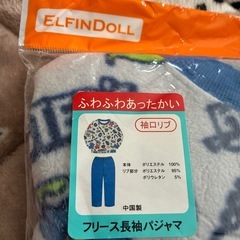 ELFINDOLL
ふわふわあったかい
袖口リブ
本体 ポリエステル 100%
リブ部分 ポリエステル 95%
ポリウレタン 5%
中国製
フリース長袖パジャマ